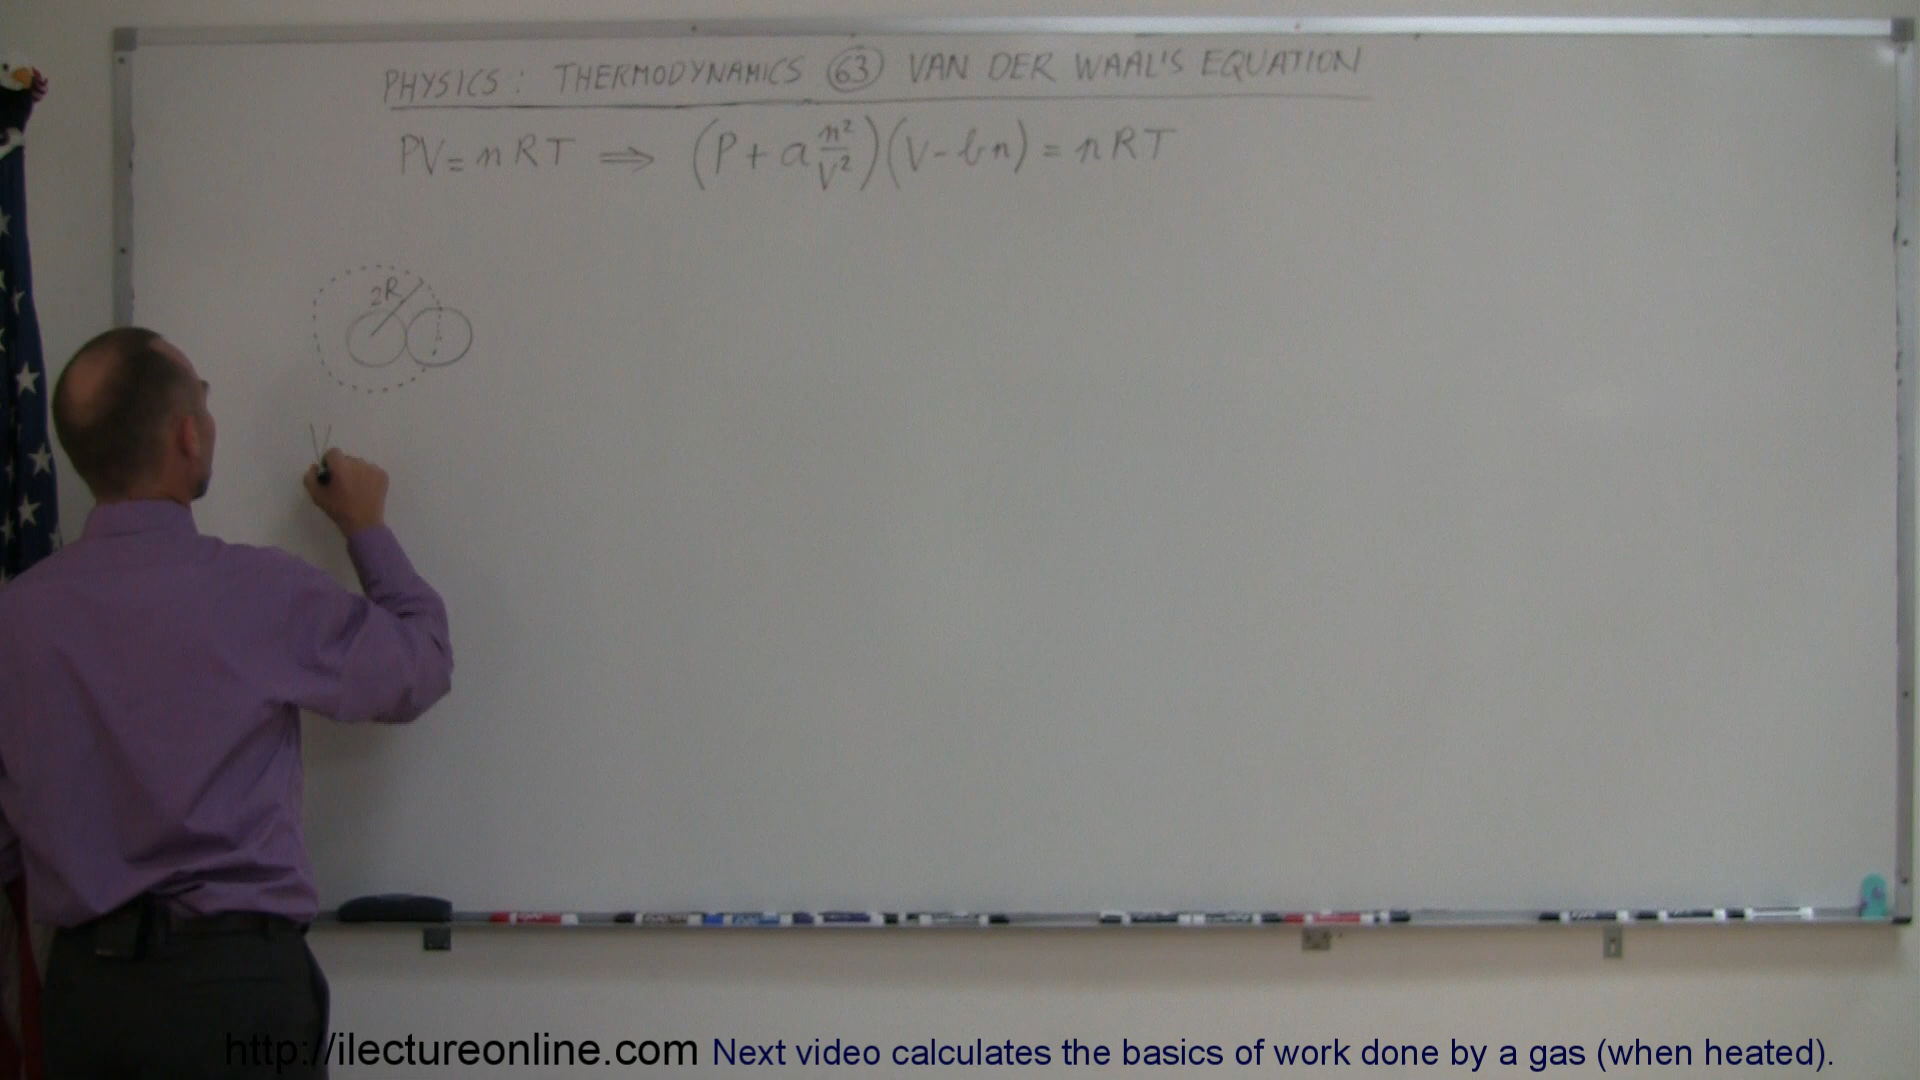 PHYSICS: THERMODYNAMICS 63 VAN DER WAAL'S EQUATION
PV = nRT ⇒ (P + a n²/V²)(V - bn) = nRT
2R
V
http://ilectureonline.com Next video calculates the basics of work done by a gas (when heated).